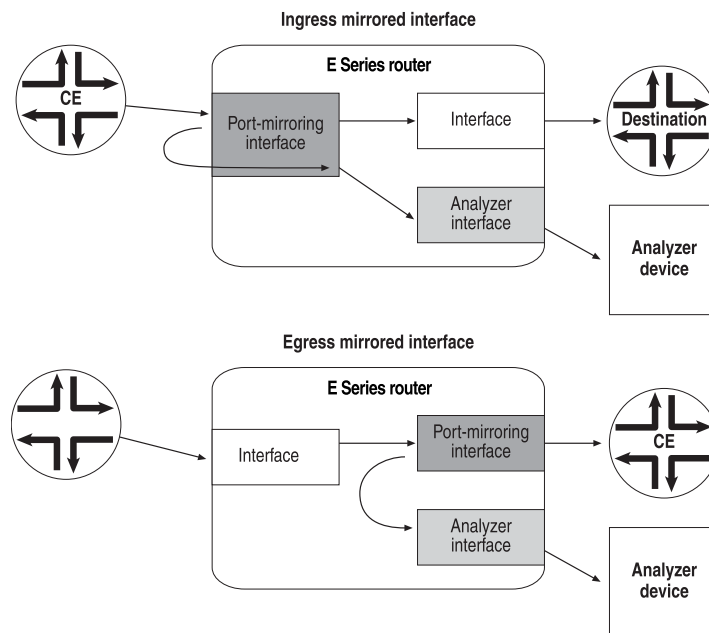 Ingress mirrored interface
E Series router
CE
Port-mirroring
interface
Interface
Destination
Analyzer
interface
Analyzer
device
Egress mirrored interface
E Series router
Interface
Port-mirroring
interface
CE
Analyzer
interface
Analyzer
device